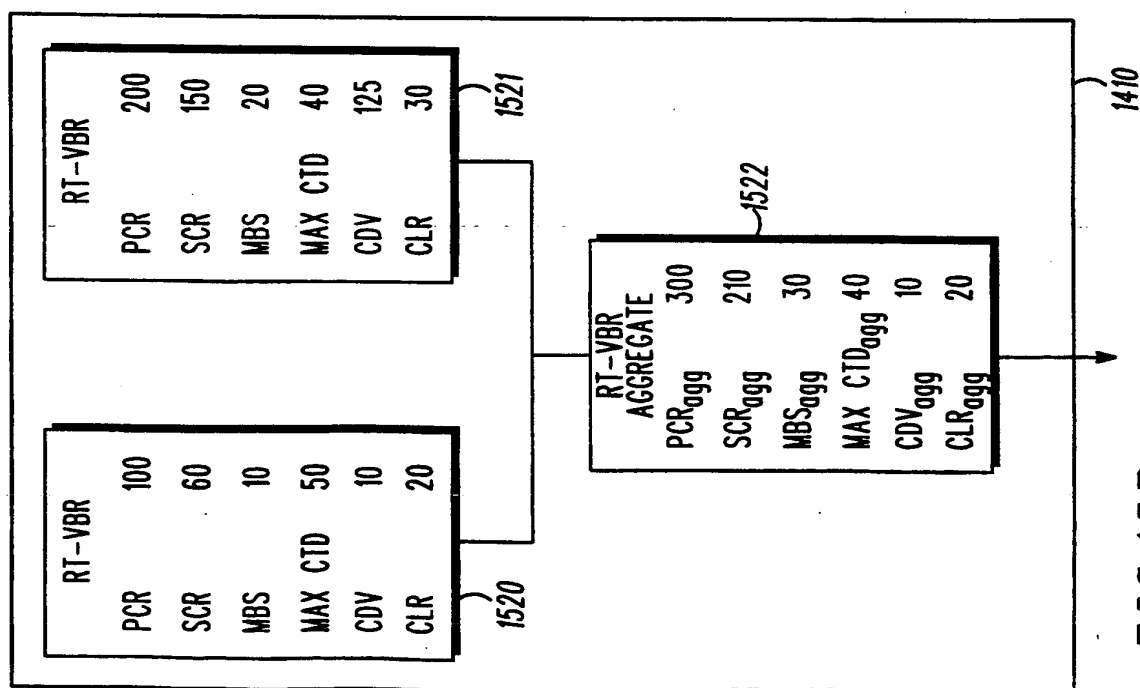 RT-VBR
PCR 100
SCR 60
MBS 10
MAX CTD 50
CDV 10
CLR 20
1520
RT-VBR
PCR 200
SCR 150
MBS 20
MAX CTD 40
CDV 125
CLR 30
1521
RT-VBR
AGGREGATE
PCRagg 300
SCRagg 210
MBSagg 30
MAX CTDagg 40
CDVagg 10
CLRagg 20
1522
1410